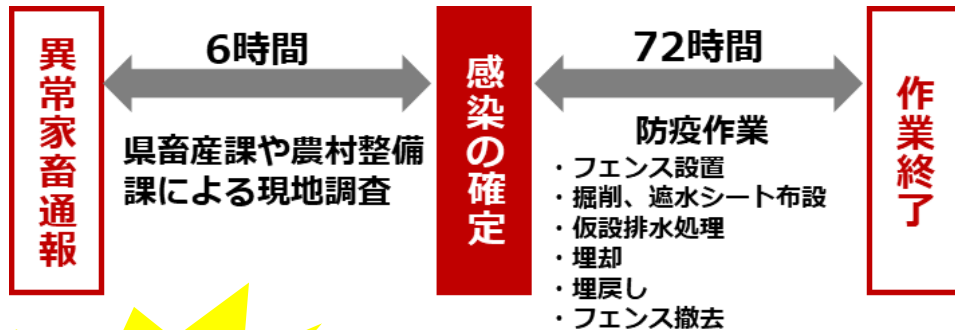 異常家畜通報
6時間
県畜産課や農村整備
課による現地調査
感染の確定
72時間
防疫作業
・フェンス設置
・掘削、遮水シート布設
・仮設排水処理
・埋却
・埋戻し
・フェンス撤去
作業終了